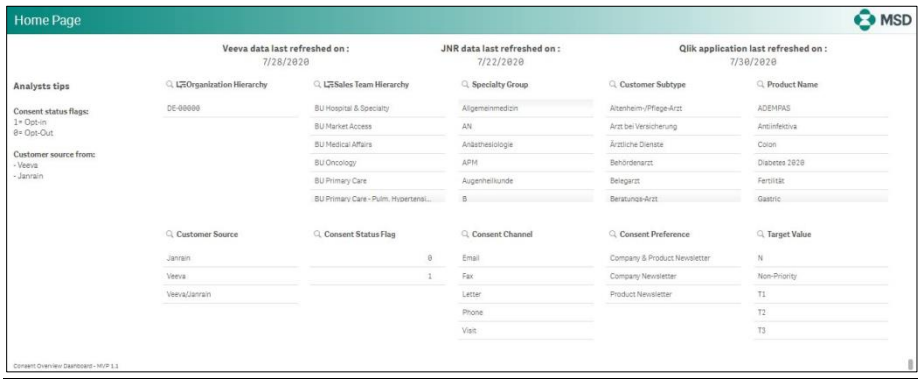 Home Page
MSD
Veeva data last refreshed on :
7/28/2020
JNR data last refreshed on :
7/22/2020
Qlik application last refreshed on :
7/30/2020
Analysts tips
Consent status flags:
1= Opt-in
0= Opt-Out
Customer source from:
- Veeva
- Janrain
Organization Hierarchy
DE-00000
Sales Team Hierarchy
BU Hospital & Specialty
BU Market Access
BU Medical Affairs
BU Oncology
BU Primary Care
BU Primary Care - Pulm. Hypertensi...
Specialty Group
Allgemeinmedizin
AN
Anästhesiologie
APM
Augenheilkunde
B
Customer Subtype
Altenheim-/Pflege-Arzt
Arzt bei Versicherung
Ärztliche Dienste
Behördenarzt
Belegarzt
Beratungs-Arzt
Product Name
ADEMPAS
Antiinfektiva
Colon
Diabetes 2020
Fertilität
Gastric
Customer Source
Janrain
Veeva
Veeva/Janrain
Consent Status Flag
0
1
Consent Channel
Email
Fax
Letter
Phone
Visit
Consent Preference
Company & Product Newsletter
Company Newsletter
Product Newsletter
Target Value
N
Non-Priority
T1
T2
T3
Consent Overview Dashboard - MVP 1.1